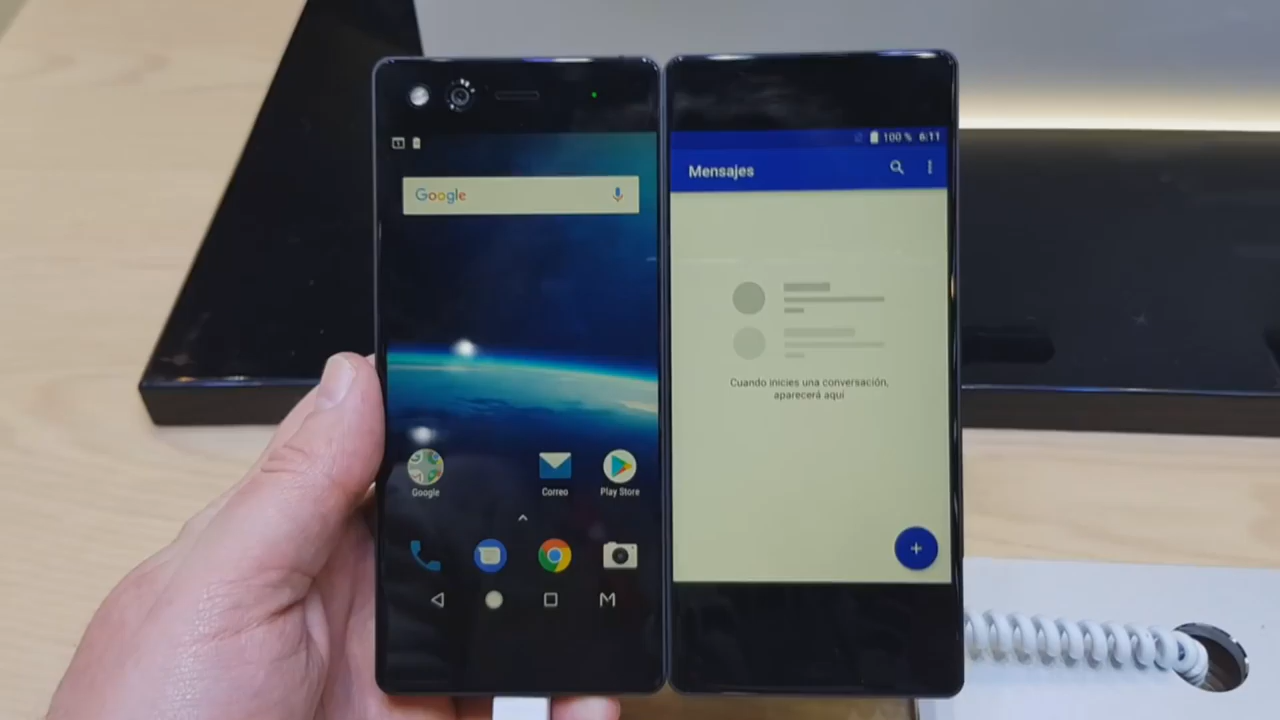 Google
Google
Correo
Play Store
M
100 % 6:11
Mensajes
Cuando inicies una conversación,
aparecerá aquí